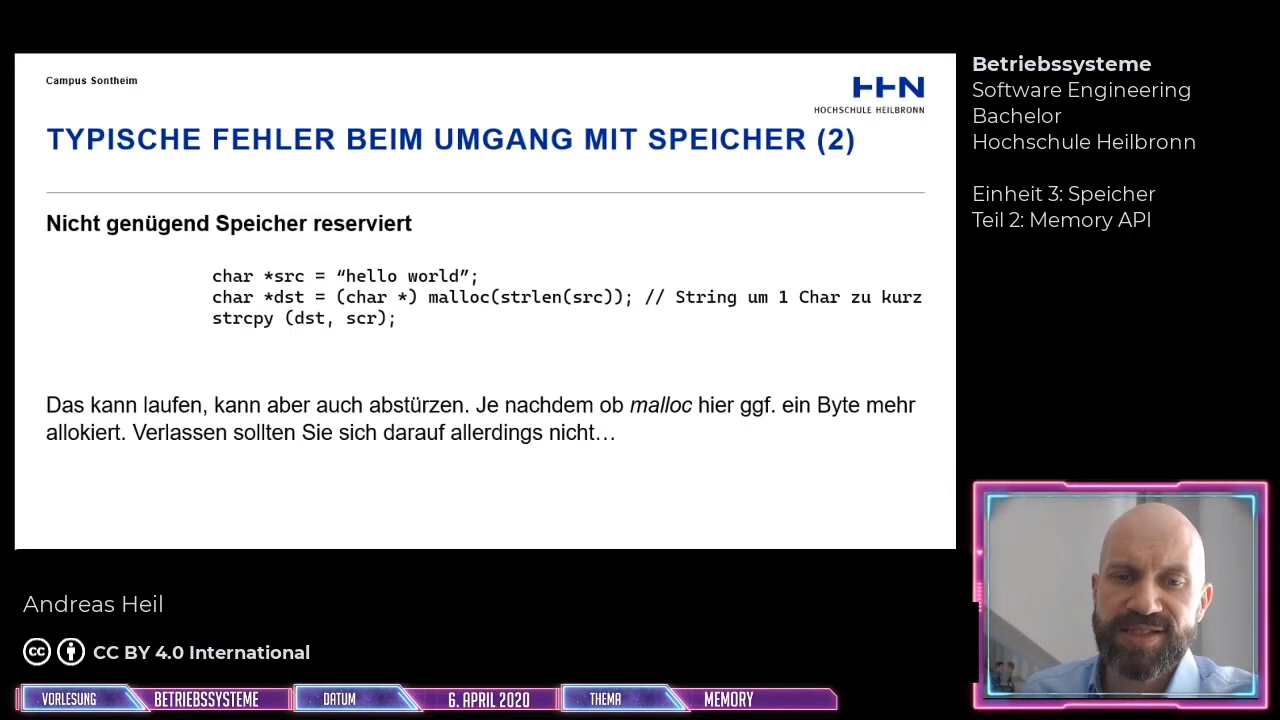 Campus Sontheim
HHN
HOCHSCHULE HEILBRONN
TYPISCHE FEHLER BEIM UMGANG MIT SPEICHER (2)
Nicht genügend Speicher reserviert
char *src = “hello world”;
char *dst = (char *) malloc(strlen(src)); // String um 1 Char zu kurz
strcpy (dst, scr);
Das kann laufen, kann aber auch abstürzen. Je nachdem ob malloc hier ggf. ein Byte mehr
allokiert. Verlassen sollten Sie sich darauf allerdings nicht…
Betriebssysteme
Software Engineering
Bachelor
Hochschule Heilbronn
Einheit 3: Speicher
Teil 2: Memory API
Andreas Heil
cc CC BY 4.0 International
VORLESUNG BETRIEBSSYSTEME DATUM 6. APRIL 2020 THEMA MEMORY